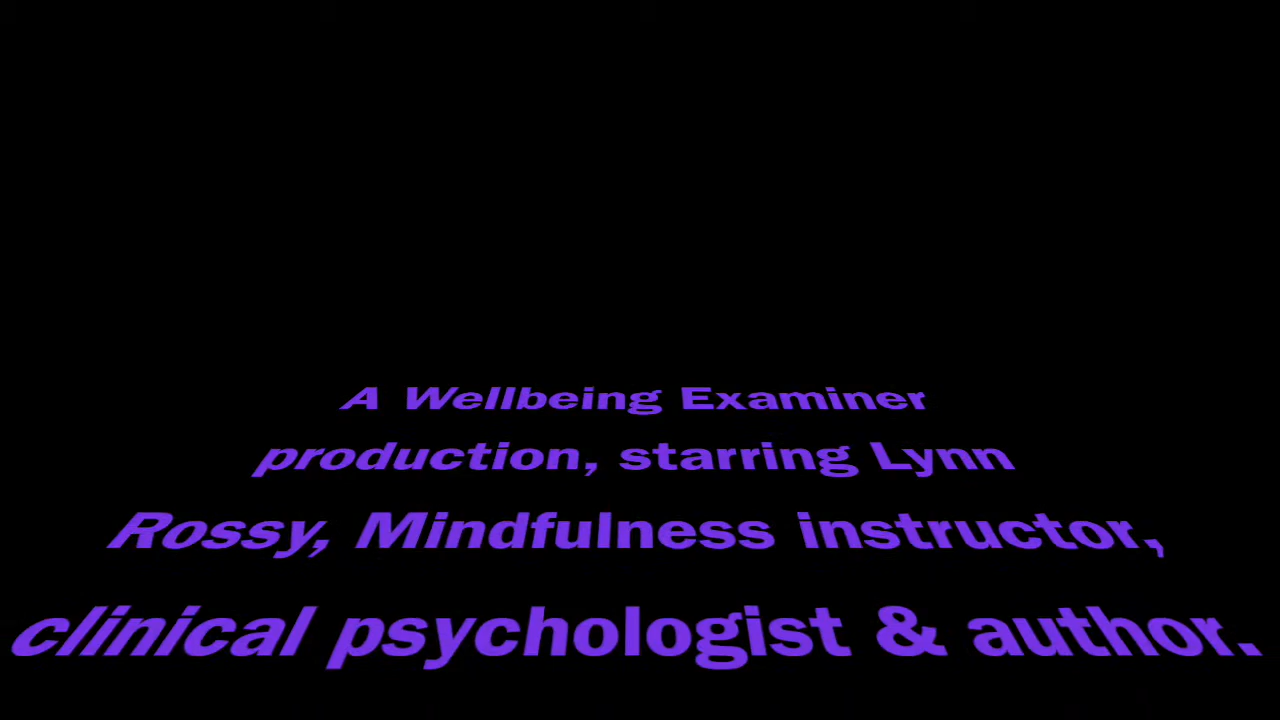 A Wellbeing Examiner
production, starring Lynn
Rossy, Mindfulness instructor,
clinical psychologist & author.